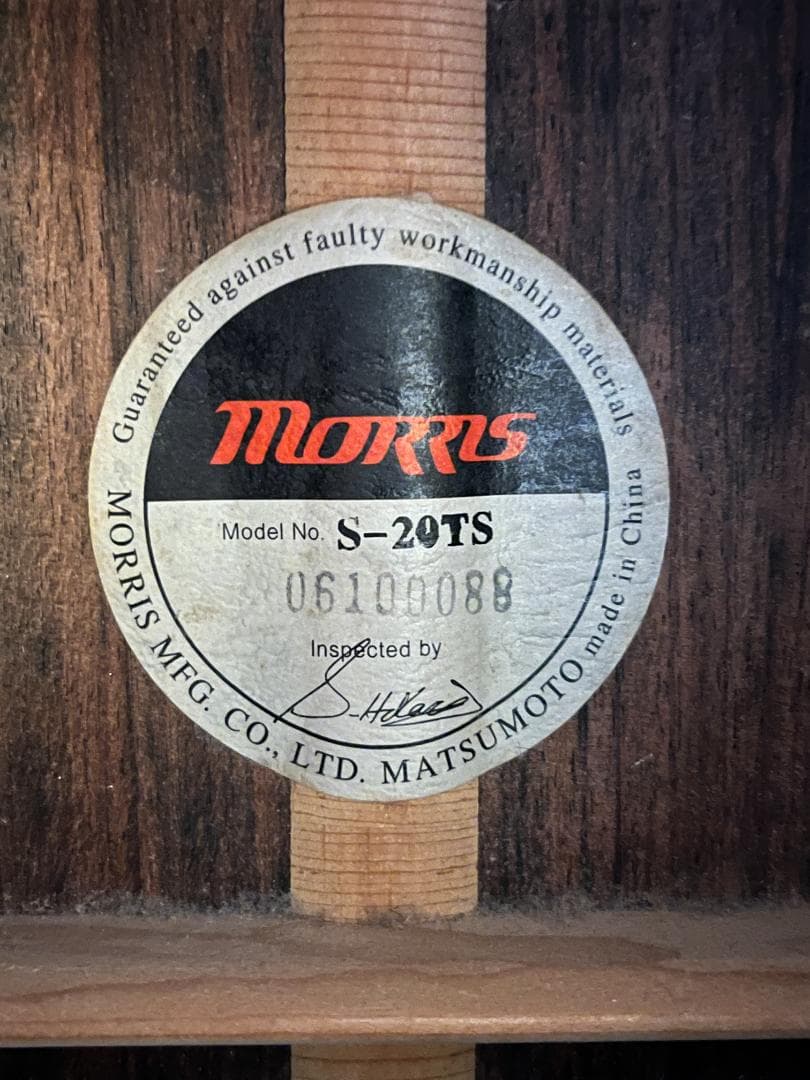 Guaranteed against faulty workmanship materials
MORRIS
Model No. S-20TS
06100088
Inspected by
MORRIS MFG. CO., LTD. MATSUMOTO made in China